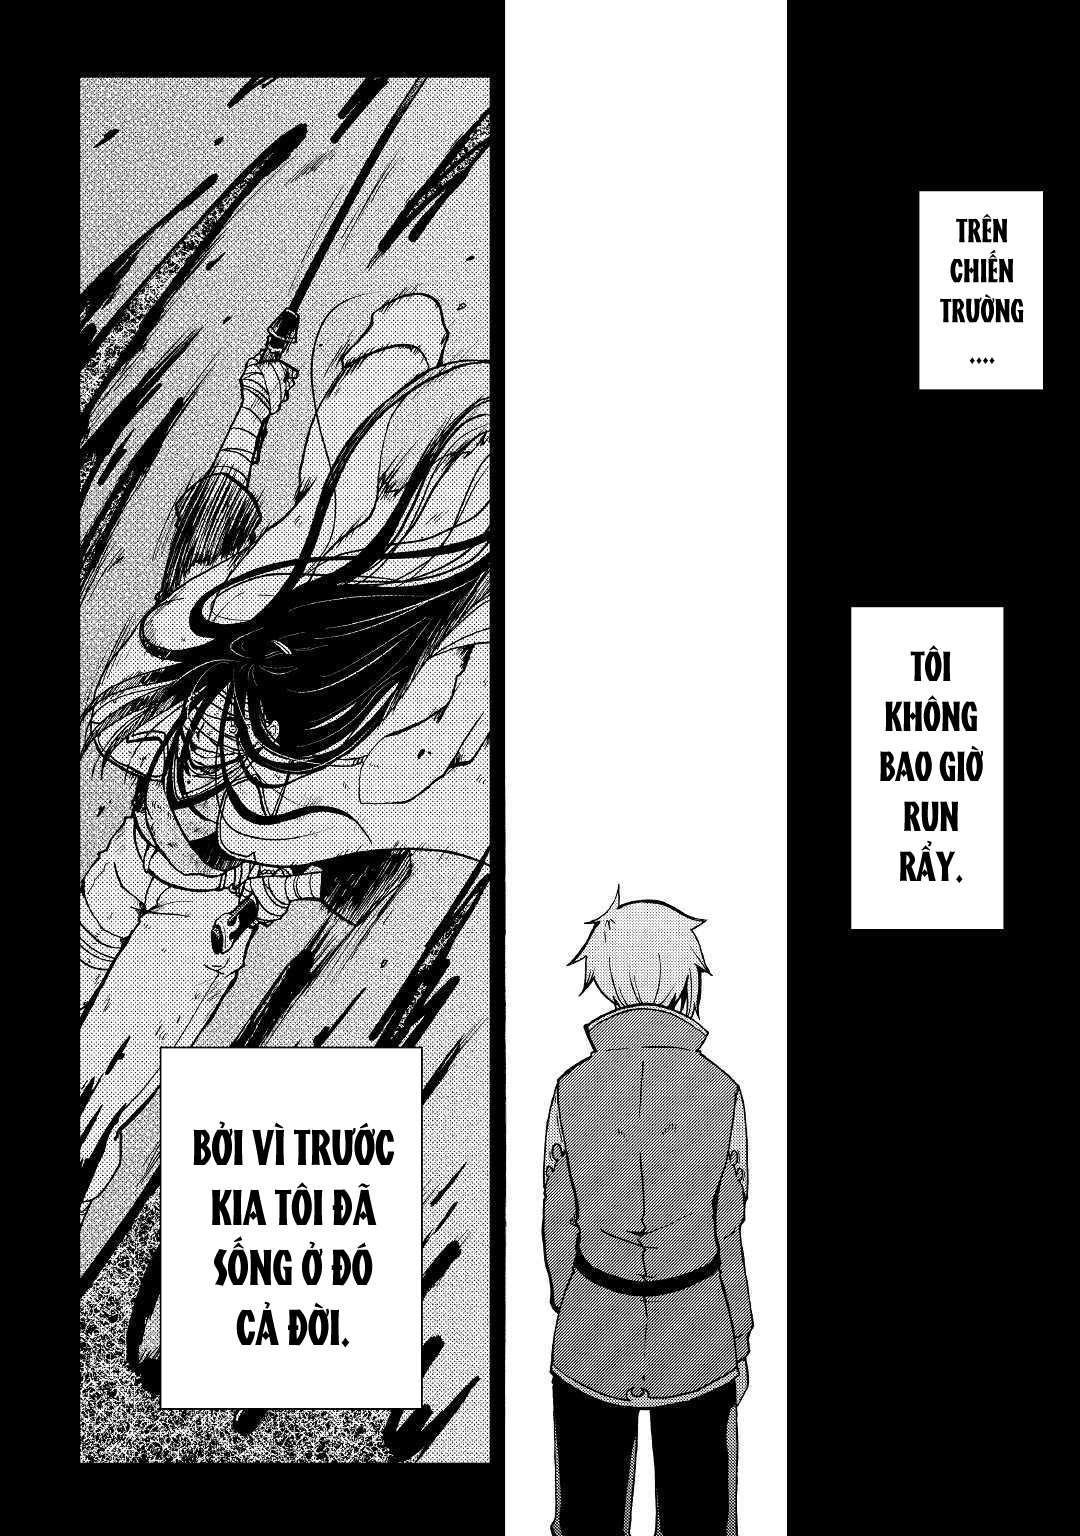 TRÊN
CHIẾN
TRƯỜNG
....
TÔI
KHÔNG
BAO GIỜ
RUN
RẨY.
BỞI VÌ TRƯỚC
KIA TÔI ĐÃ
SỐNG Ở ĐÓ
CẢ ĐỜI.